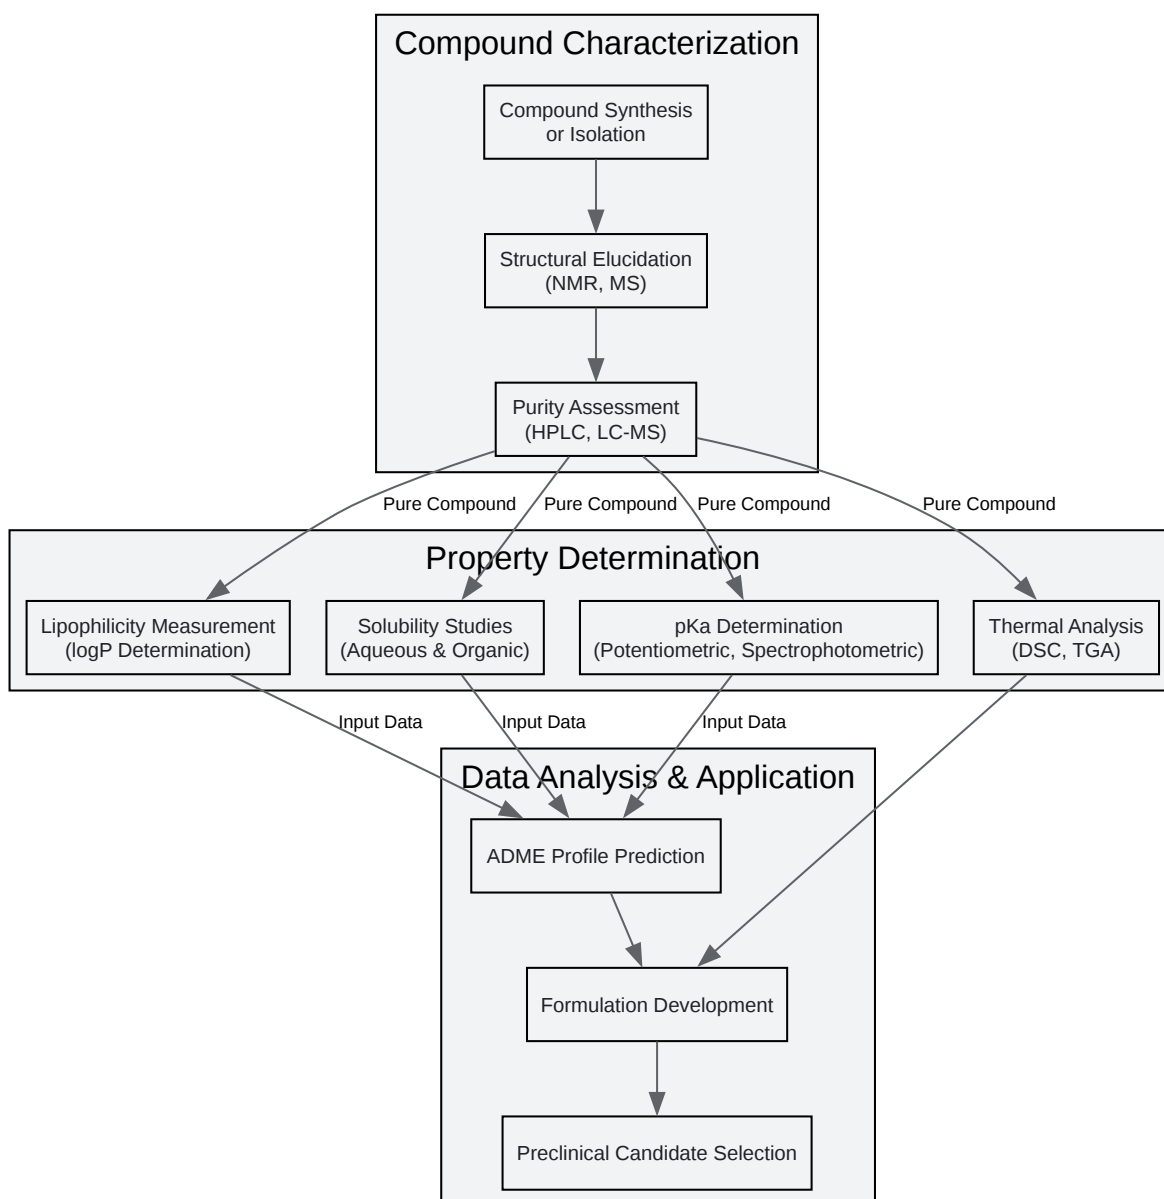 Compound Characterization
Compound Synthesis
or Isolation
Structural Elucidation
(NMR, MS)
Purity Assessment
(HPLC, LC-MS)
Pure Compound
Pure Compound
Pure Compound
Pure Compound
Property Determination
Lipophilicity Measurement
(logP Determination)
Solubility Studies
(Aqueous & Organic)
pKa Determination
(Potentiometric, Spectrophotometric)
Thermal Analysis
(DSC, TGA)
Input Data
Input Data
Input Data
Data Analysis & Application
ADME Profile Prediction
Formulation Development
Preclinical Candidate Selection